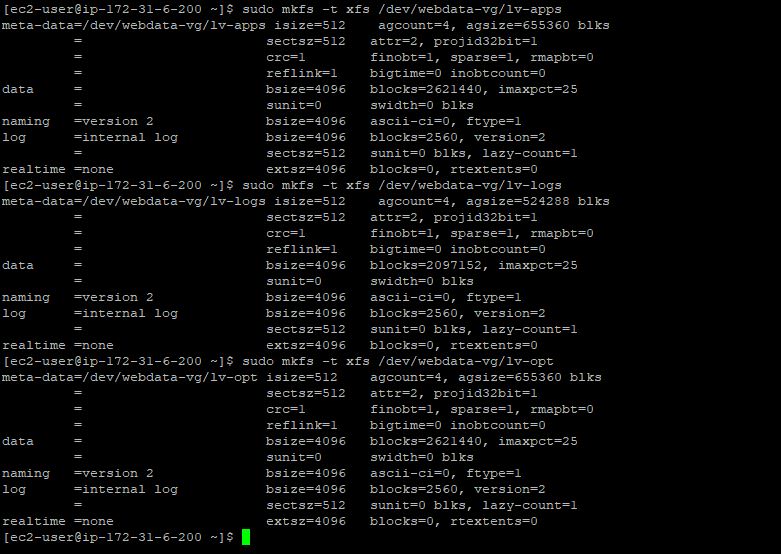 [ec2-user@ip-172-31-6-200 ~]$ sudo mkfs -t xfs /dev/webdata-vg/lv-apps
meta-data=/dev/webdata-vg/lv-apps isize=512    agcount=4, agsize=655360 blks
         =                       sectsz=512   attr=2, projid32bit=1
         =                       crc=1        finobt=1, sparse=1, rmapbt=0
         =                       reflink=1    bigtime=0 inobtcount=0
data     =                       bsize=4096   blocks=2621440, imaxpct=25
         =                       sunit=0      swidth=0 blks
naming   =version 2              bsize=4096   ascii-ci=0, ftype=1
log      =internal log           bsize=4096   blocks=2560, version=2
         =                       sectsz=512   sunit=0 blks, lazy-count=1
realtime =none                   extsz=4096   blocks=0, rtextents=0
[ec2-user@ip-172-31-6-200 ~]$ sudo mkfs -t xfs /dev/webdata-vg/lv-logs
meta-data=/dev/webdata-vg/lv-logs isize=512    agcount=4, agsize=524288 blks
         =                       sectsz=512   attr=2, projid32bit=1
         =                       crc=1        finobt=1, sparse=1, rmapbt=0
         =                       reflink=1    bigtime=0 inobtcount=0
data     =                       bsize=4096   blocks=2097152, imaxpct=25
         =                       sunit=0      swidth=0 blks
naming   =version 2              bsize=4096   ascii-ci=0, ftype=1
log      =internal log           bsize=4096   blocks=2560, version=2
         =                       sectsz=512   sunit=0 blks, lazy-count=1
realtime =none                   extsz=4096   blocks=0, rtextents=0
[ec2-user@ip-172-31-6-200 ~]$ sudo mkfs -t xfs /dev/webdata-vg/lv-opt
meta-data=/dev/webdata-vg/lv-opt isize=512    agcount=4, agsize=655360 blks
         =                       sectsz=512   attr=2, projid32bit=1
         =                       crc=1        finobt=1, sparse=1, rmapbt=0
         =                       reflink=1    bigtime=0 inobtcount=0
data     =                       bsize=4096   blocks=2621440, imaxpct=25
         =                       sunit=0      swidth=0 blks
naming   =version 2              bsize=4096   ascii-ci=0, ftype=1
log      =internal log           bsize=4096   blocks=2560, version=2
         =                       sectsz=512   sunit=0 blks, lazy-count=1
realtime =none                   extsz=4096   blocks=0, rtextents=0
[ec2-user@ip-172-31-6-200 ~]$